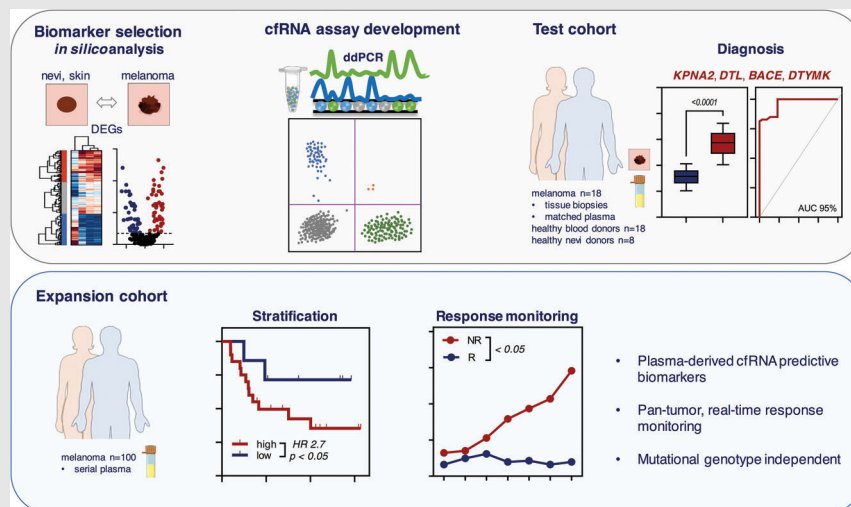 Biomarker selection
in silicoanalysis
nevi, skin
melanoma
DEGs
cfRNA assay development
ddPCR
Test cohort
melanoma n=18
• tissue biopsies
• matched plasma
healthy blood donors n=18
healthy nevi donors n=8
Diagnosis
KPNA2, DTL, BACE, DTYMK
<0.0001
AUC 95%
Expansion cohort
melanoma n=100
• serial plasma
Stratification
high
low
HR 2.7
p < 0.05
Response monitoring
NR
R
< 0.05
• Plasma-derived cfRNA predictive
biomarkers
• Pan-tumor, real-time response
monitoring
• Mutational genotype independent